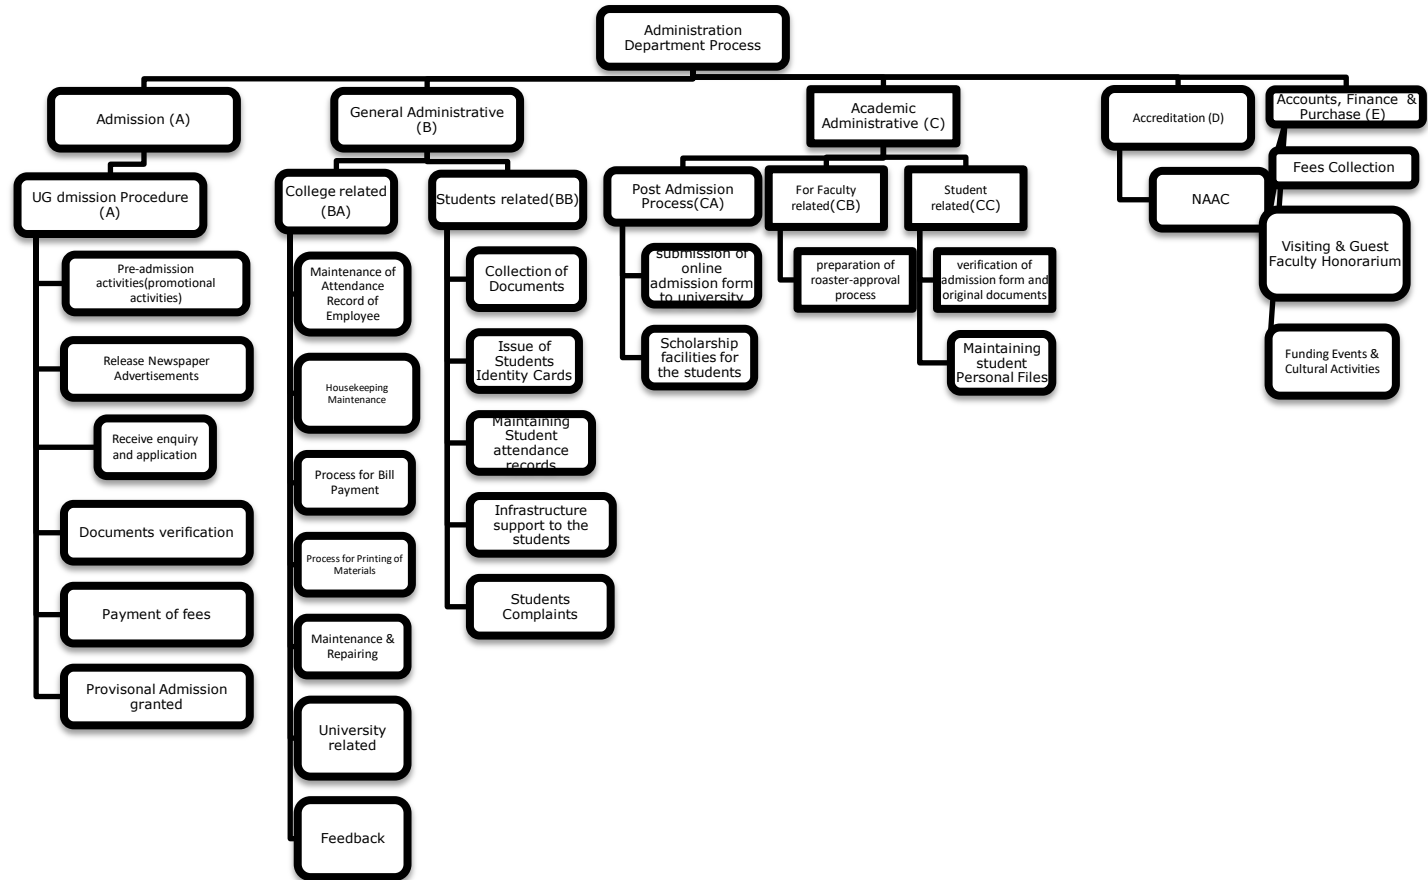 Administration
Department Process
Admission (A)
General Administrative
(B)
Academic
Administrative (C)
Accreditation (D)
Accounts, Finance &
Purchase (E)
UG dmission Procedure
(A)
Pre-admission
activities(promotional
activities)
Release Newspaper
Advertisements
Receive enquiry
and application
Documents verification
Payment of fees
Provisonal Admission
granted
College related
(BA)
Maintenance of
Attendance
Record of
Employee
Housekeeping
Maintenance
Process for Bill
Payment
Process for Printing of
Materials
Maintenance &
Repairing
University
related
Feedback
Students related(BB)
Collection of
Documents
Issue of
Students
Identity Cards
Maintaining
Student
attendance
records
Infrastructure
support to the
students
Students
Complaints
Post Admission
Process(CA)
submission of
online
admission form
to university
Scholarship
facilities for
the students
For Faculty
related(CB)
preparation of
roaster-approval
process
Student
related(CC)
verification of
admission form and
original documents
Maintaining
student
Personal Files
NAAC
Fees Collection
Visiting & Guest
Faculty Honorarium
Funding Events &
Cultural Activities